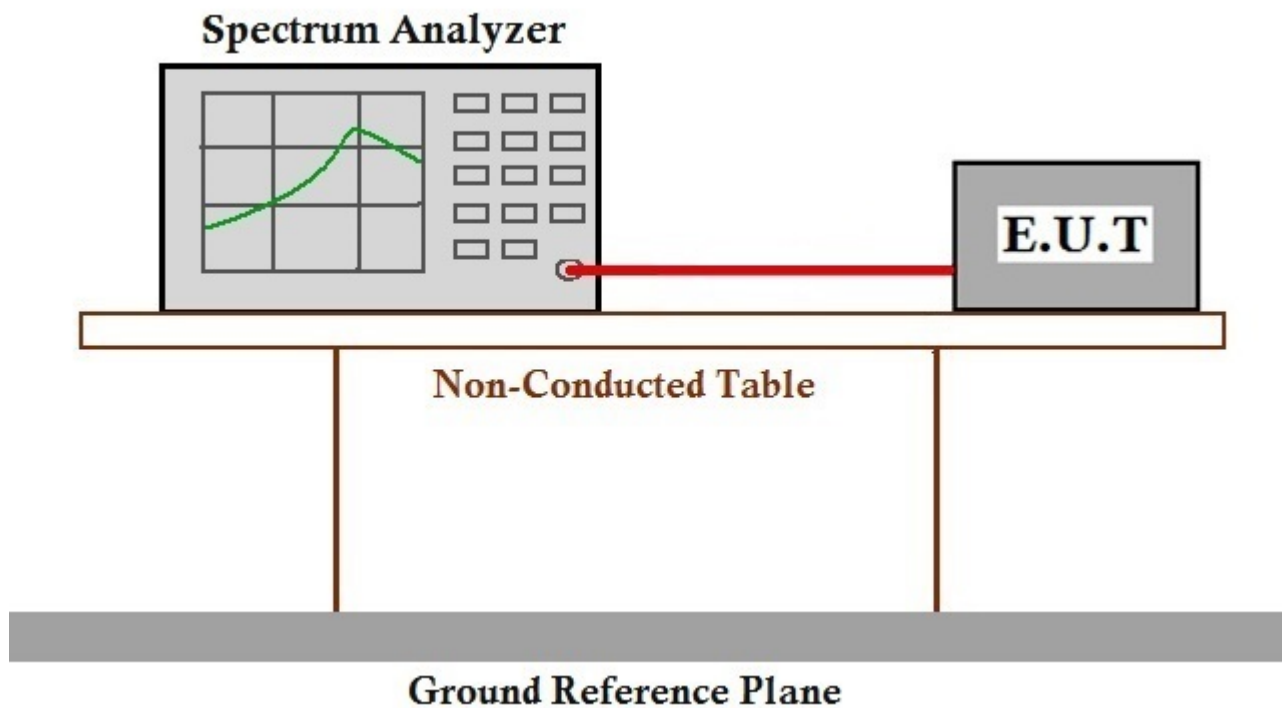 Spectrum Analyzer
E.U.T
Non-Conducted Table
Ground Reference Plane